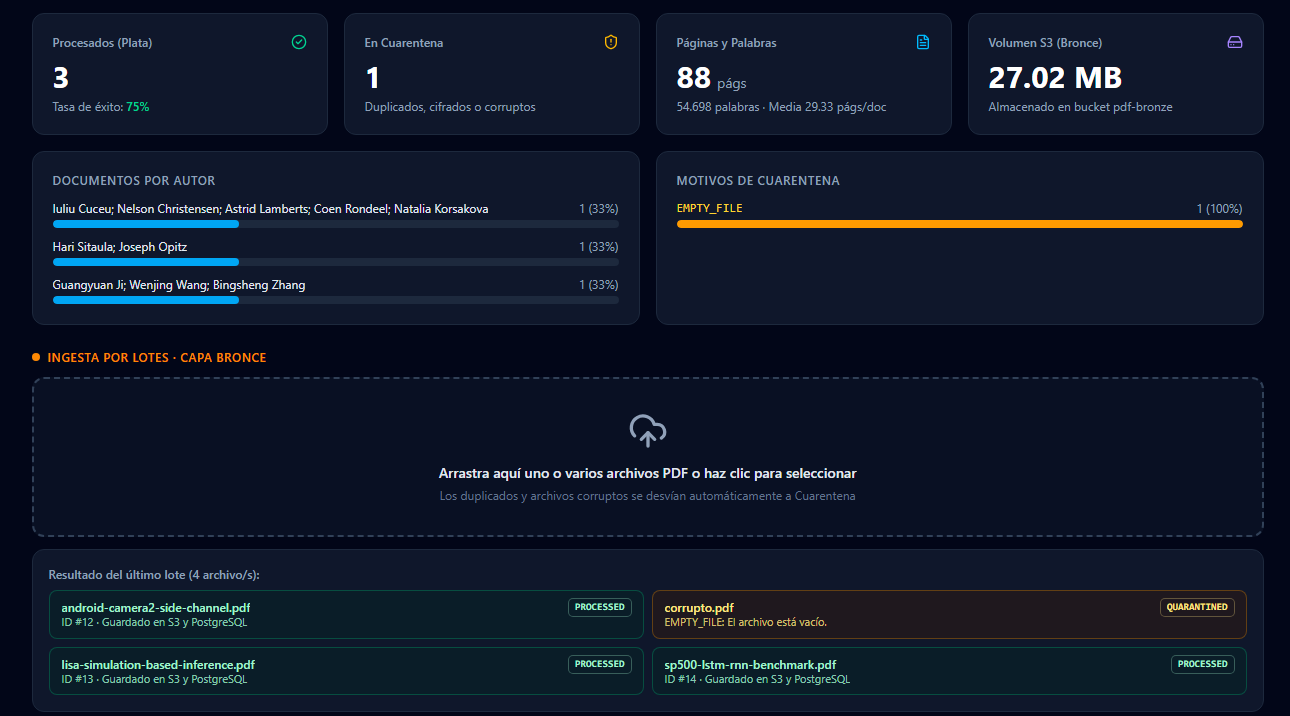 Procesados (Plata)
3
Tasa de éxito: 75%
En Cuarentena
1
Duplicados, cifrados o corruptos
Páginas y Palabras
88 págs
54.698 palabras · Media 29.33 págs/doc
Volumen S3 (Bronce)
27.02 MB
Almacenado en bucket pdf-bronze
DOCUMENTOS POR AUTOR
Iuliu Cuceu; Nelson Christensen; Astrid Lamberts; Coen Rondeel; Natalia Korsakova 1 (33%)
Hari Sitaula; Joseph Opitz 1 (33%)
Guangyuan Ji; Wenjing Wang; Bingsheng Zhang 1 (33%)
MOTIVOS DE CUARENTENA
EMPTY_FILE 1 (100%)
INGESTA POR LOTES · CAPA BRONCE
Arrastra aquí uno o varios archivos PDF o haz clic para seleccionar
Los duplicados y archivos corruptos se desvían automáticamente a Cuarentena
Resultado del último lote (4 archivo/s):
android-camera2-side-channel.pdf PROCESSED
ID #12 · Guardado en S3 y PostgreSQL
corrupto.pdf QUARANTINED
EMPTY_FILE: El archivo está vacío.
lisa-simulation-based-inference.pdf PROCESSED
ID #13 · Guardado en S3 y PostgreSQL
sp500-lstm-rnn-benchmark.pdf PROCESSED
ID #14 · Guardado en S3 y PostgreSQL